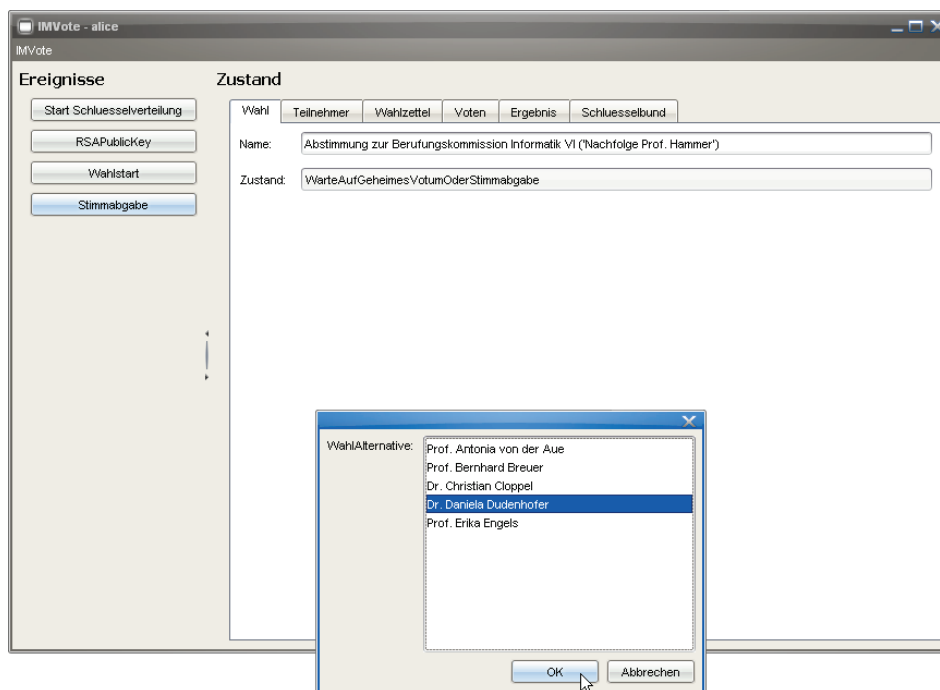 IMVote - alice
IMVote
Ereignisse
Start Schluesselverteilung
RSAPublicKey
Wahlstart
Stimmabgabe
Zustand
Wahl Teilnehmer Wahlzettel Voten Ergebnis Schluesselbund
Name: Abstimmung zur Berufungskommission Informatik VI ('Nachfolge Prof. Hammer')
Zustand: WarteAufGeheimesVotumOderStimmabgabe
WahlAlternative:
Prof. Antonia von der Aue
Prof. Bernhard Breuer
Dr. Christian Cloppel
Dr. Daniela Dudenhofer
Prof. Erika Engels
OK Abbrechen